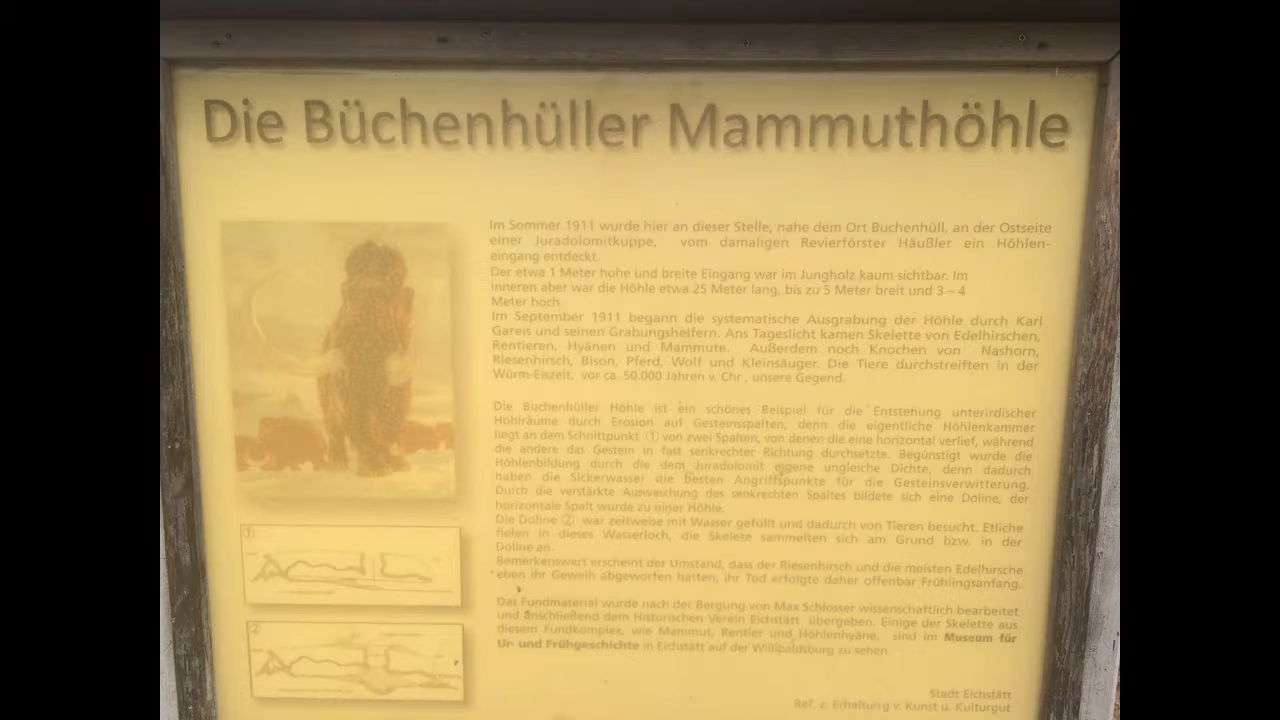 Die Büchenhüller Mammuthöhle
Im Sommer 1911 wurde hier an dieser Stelle, nahe dem Ort Buchenhüll, an der Ostseite
einer Juradolomitkuppe, vom damaligen Revierförster Häußler ein Höhlen-
eingang entdeckt.
Der etwa 1 Meter hohe und breite Eingang war im Jungholz kaum sichtbar. Im
inneren aber war die Höhle etwa 25 Meter lang, bis zu 5 Meter breit und 3 – 4
Meter hoch.
Im September 1911 begann die systematische Ausgrabung der Höhle durch Karl
Gareis und seinen Grabungshelfern. Ans Tageslicht kamen Skelette von Edelhirschen,
Rentieren, Hyänen und Mammute. Außerdem noch Knochen von Nashorn,
Riesenhirsch, Bison, Pferd, Wolf und Kleinsäuger. Die Tiere durchstreiften in der
Würm-Eiszeit, vor ca. 50.000 Jahren v. Chr., unsere Gegend.
Die Buchenhüller Höhle ist ein schönes Beispiel für die Entstehung unterirdischer
Hohlräume durch Erosion auf Gesteinsspalten, denn die eigentliche Höhlenkammer
liegt an dem Schnittpunkt ① von zwei Spalten, von denen die eine horizontal verlief, während
die andere das Gestein in fast senkrechter Richtung durchsetzte. Begünstigt wurde die
Höhlenbildung durch die dem Juradolomit eigene ungleiche Dichte, denn dadurch
haben die Sickerwasser die besten Angriffspunkte für die Gesteinsverwitterung.
Durch die verstärkte Auswaschung des senkrechten Spaltes bildete sich eine Doline, der
horizontale Spalt wurde zu einer Höhle.
Die Doline ② war zeitweise mit Wasser gefüllt und dadurch von Tieren besucht. Etliche
fielen in dieses Wasserloch, die Skelete sammelten sich am Grund bzw. in der
Doline an.
Bemerkenswert erscheint der Umstand, dass der Riesenhirsch und die meisten Edelhirsche
eben ihr Geweih abgeworfen hatten, ihr Tod erfolgte daher offenbar Frühlingsanfang.
Das Fundmaterial wurde nach der Bergung von Max Schlosser wissenschaftlich bearbeitet
und anschließend dem Historischen Verein Eichstätt übergeben. Einige der Skelette aus
diesem Fundkomplex, wie Mammut, Rentier und Höhlenhyäne, sind im Museum für
Ur- und Frühgeschichte in Eichstätt auf der Willibaldsburg zu sehen.
1
2
Stadt Eichstätt
Ref. z. Erhaltung v. Kunst u. Kulturgut